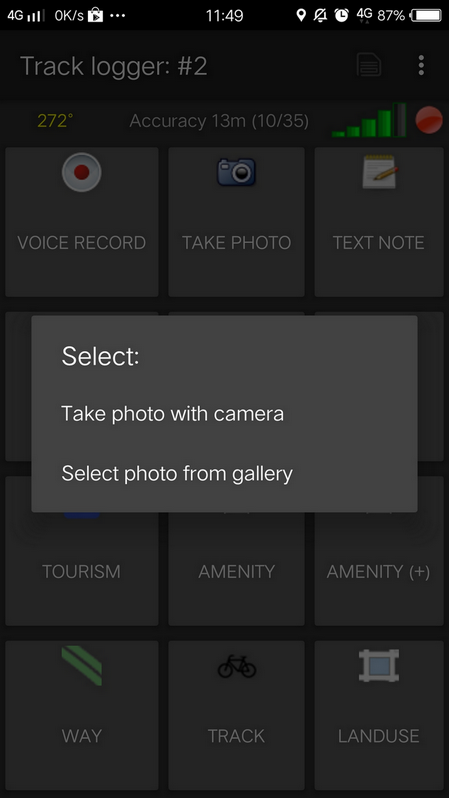 4G 0K/s ... 11:49 4G 87%
Track logger: #2
272° Accuracy 13m (10/35)
VOICE RECORD TAKE PHOTO TEXT NOTE
Select:
Take photo with camera
Select photo from gallery
TOURISM AMENITY AMENITY (+)
WAY TRACK LANDUSE